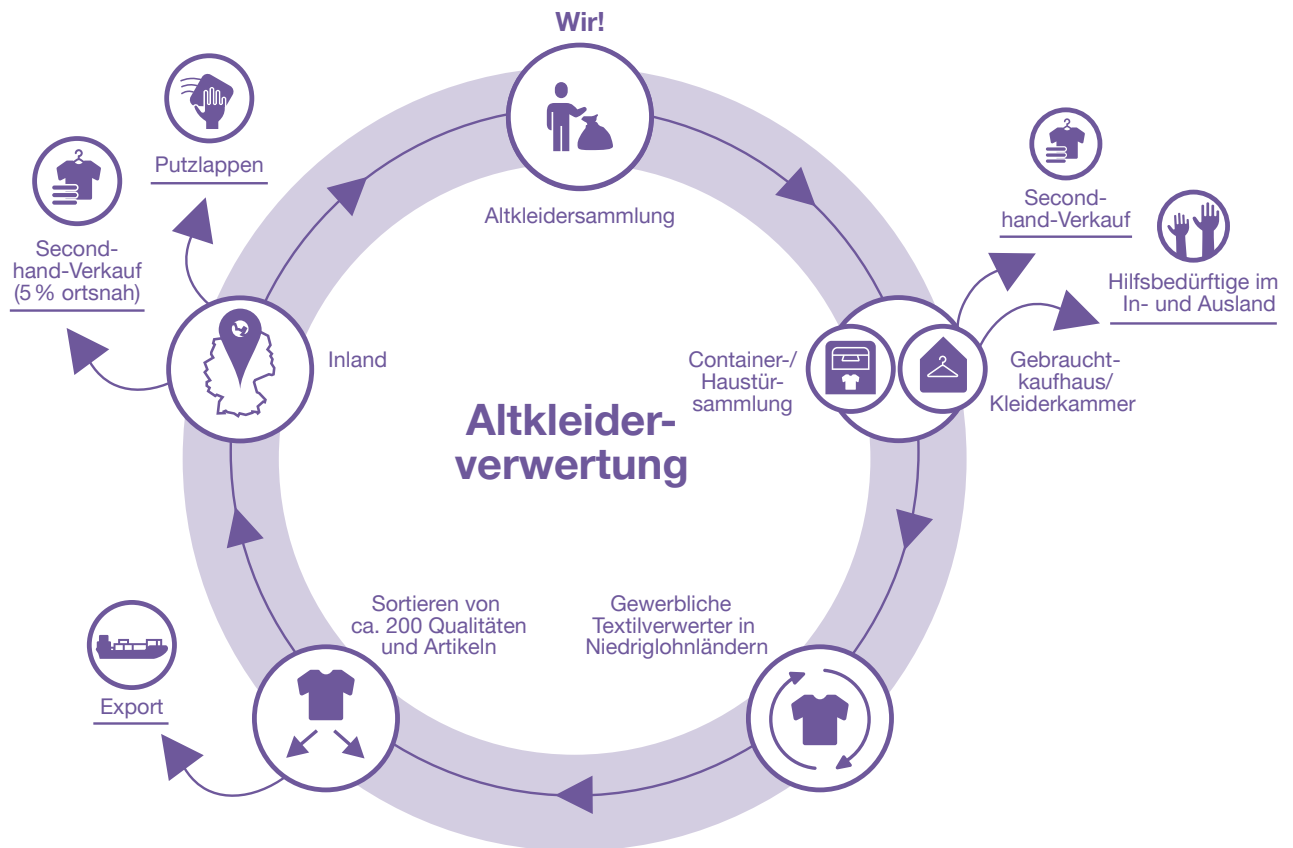 Wir!
Altkleidersammlung
Putzlappen
Second-
hand-Verkauf
(5 % ortsnah)
Inland
Second-
hand-Verkauf
Hilfsbedürftige im
In- und Ausland
Container-/
Haustür-
sammlung
Gebraucht-
kaufhaus/
Kleiderkammer
Altkleider-
verwertung
Sortieren von
ca. 200 Qualitäten
und Artikeln
Gewerbliche
Textilverwerter in
Niedriglohnländern
Export